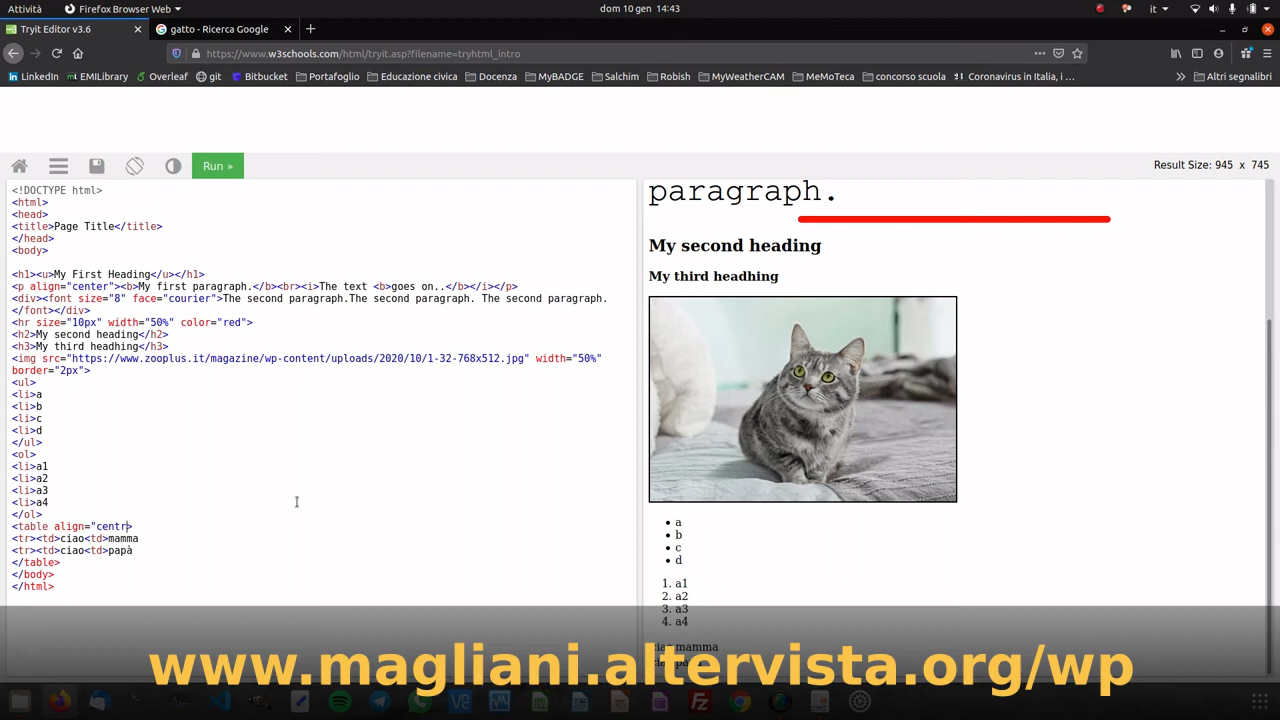 Attività
Firefox Browser Web
dom 10 gen 14:43
it
Tryit Editor v3.6
gatto - Ricerca Google
https://www.w3schools.com/html/tryit.asp?filename=tryhtml_intro
LinkedIn
EMILibrary
Overleaf
git
Bitbucket
Portafoglio
Educazione civica
Docenza
MyBADGE
Salchim
Robish
MyWeatherCAM
MeMoTeca
concorso scuola
Coronavirus in Italia, i …
Altri segnalibri
Run »
Result Size: 945 x 745
<!DOCTYPE html>
<html>
<head>
<title>Page Title</title>
</head>
<body>
<h1><u>My First Heading</u></h1>
<p align="center"><b>My first paragraph.</b><br><i>The text <b>goes on..</b></i></p>
<div><font size="8" face="courier">The second paragraph.The second paragraph. The second paragraph.
</font></div>
<hr size="10px" width="50%" color="red">
<h2>My second heading</h2>
<h3>My third headhing</h3>
<img src="https://www.zooplus.it/magazine/wp-content/uploads/2020/10/1-32-768x512.jpg" width="50%"
border="2px">
<ul>
<li>a
<li>b
<li>c
<li>d
</ul>
<ol>
<li>a1
<li>a2
<li>a3
<li>a4
</ol>
<table align="centr>
<tr><td>ciao<td>mamma
<tr><td>ciao<td>papà
</table>
</body>
</html>
paragraph.
My second heading
My third headhing
• a
• b
• c
• d
1. a1
2. a2
3. a3
4. a4
mamma
www.magliani.altervista.org/wp